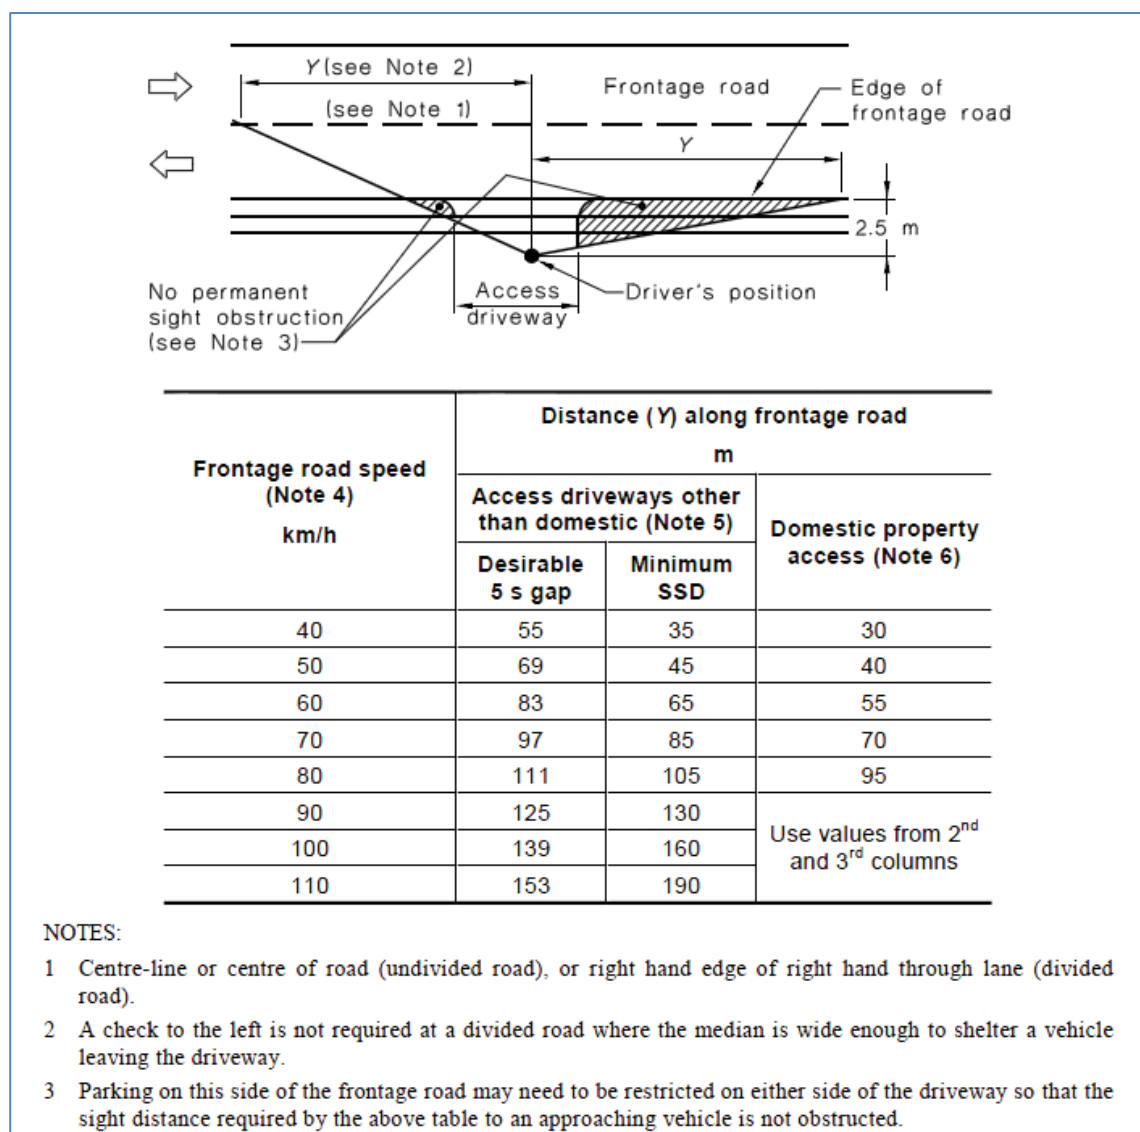 Y (see Note 2)
(see Note 1)
Frontage road
Edge of
frontage road
Y
2.5 m
No permanent
sight obstruction
(see Note 3)
Access
driveway
Driver's position
Frontage road speed
(Note 4)
km/h
Distance (Y) along frontage road
m
Access driveways other
than domestic (Note 5)
Domestic property
access (Note 6)
Desirable
5 s gap
Minimum
SSD
40 55 35 30
50 69 45 40
60 83 65 55
70 97 85 70
80 111 105 95
90 125 130
100 139 160
110 153 190
Use values from 2nd
and 3rd columns
NOTES:
1 Centre-line or centre of road (undivided road), or right hand edge of right hand through lane (divided
road).
2 A check to the left is not required at a divided road where the median is wide enough to shelter a vehicle
leaving the driveway.
3 Parking on this side of the frontage road may need to be restricted on either side of the driveway so that the
sight distance required by the above table to an approaching vehicle is not obstructed.